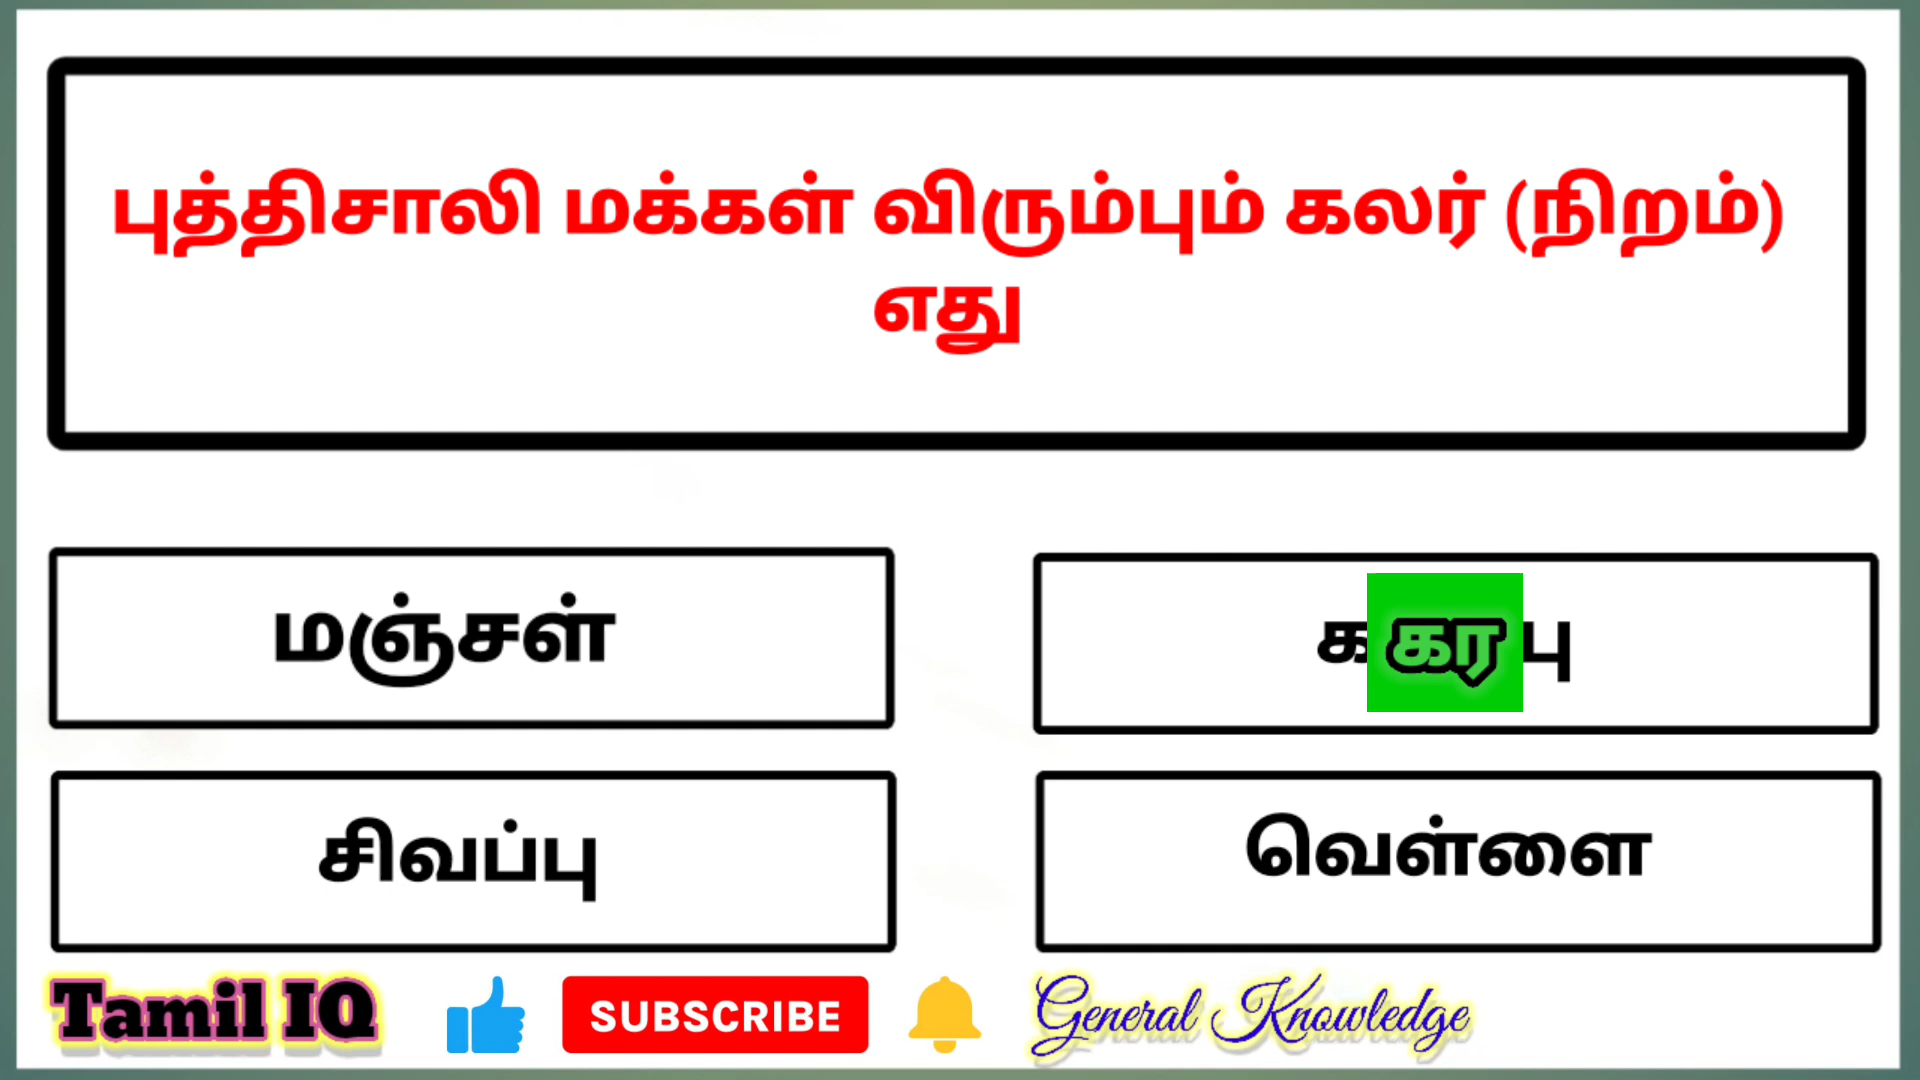 புத்திசாலி மக்கள் விரும்பும் கலர் (நிறம்)
எது
மஞ்சள்
கர
சிவப்பு
வெள்ளை
Tamil IQ
SUBSCRIBE
General Knowledge